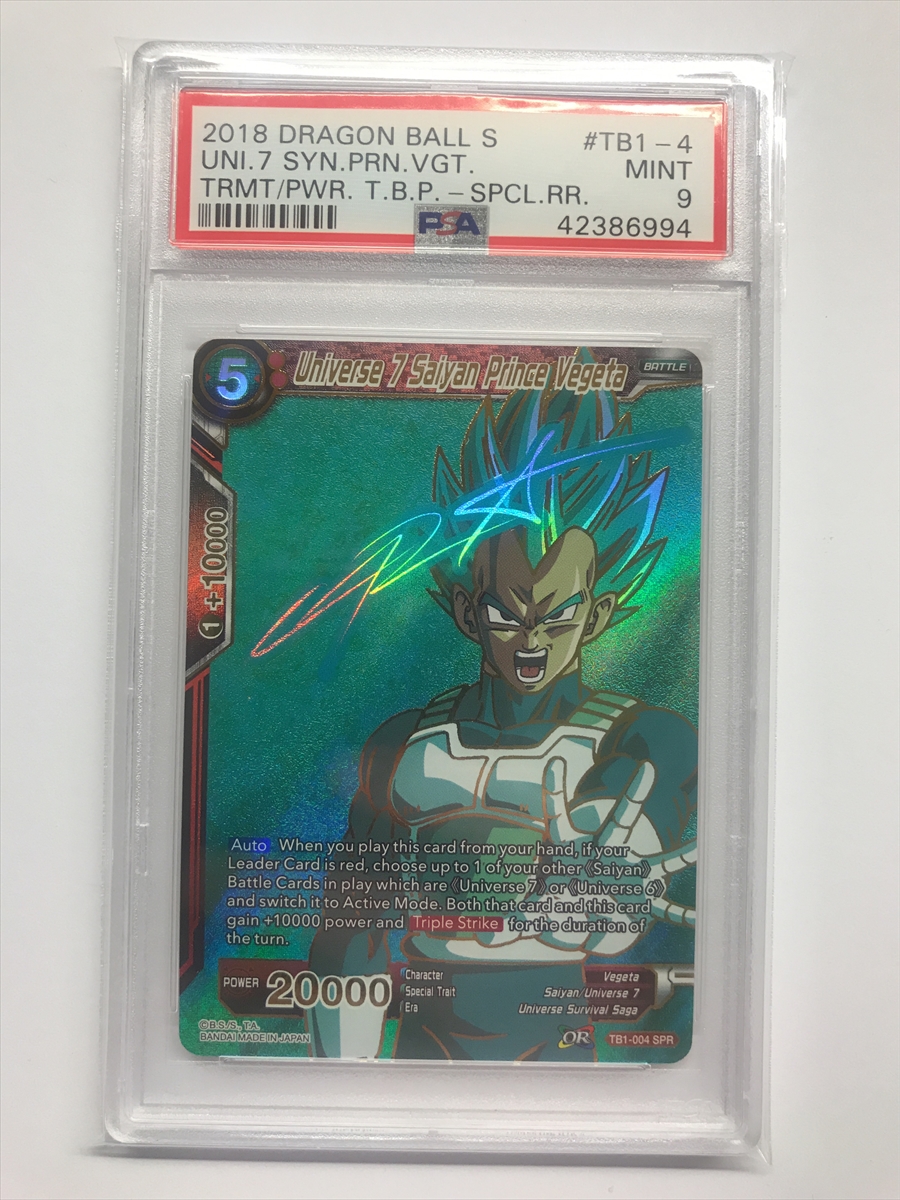 2018 DRAGON BALL S #TB1-4
UNI.7 SYN.PRN.VGT. MINT
TRMT/PWR. T.B.P.-SPCL.RR. 9
PSA 42386994
5 Universe 7 Saiyan Prince Vegeta BATTLE
1 +10000
Auto When you play this card from your hand, if your
Leader Card is red, choose up to 1 of your other 《Saiyan》
Battle Cards in play which are 《Universe 7》 or 《Universe 6》
and switch it to Active Mode. Both that card and this card
gain +10000 power and Triple Strike for the duration of
the turn.
POWER 20000
Character Vegeta
Special Trait Saiyan/Universe 7
Era Universe Survival Saga
©B.S./S., T.A.
BANDAI MADE IN JAPAN
OR TB1-004 SPR